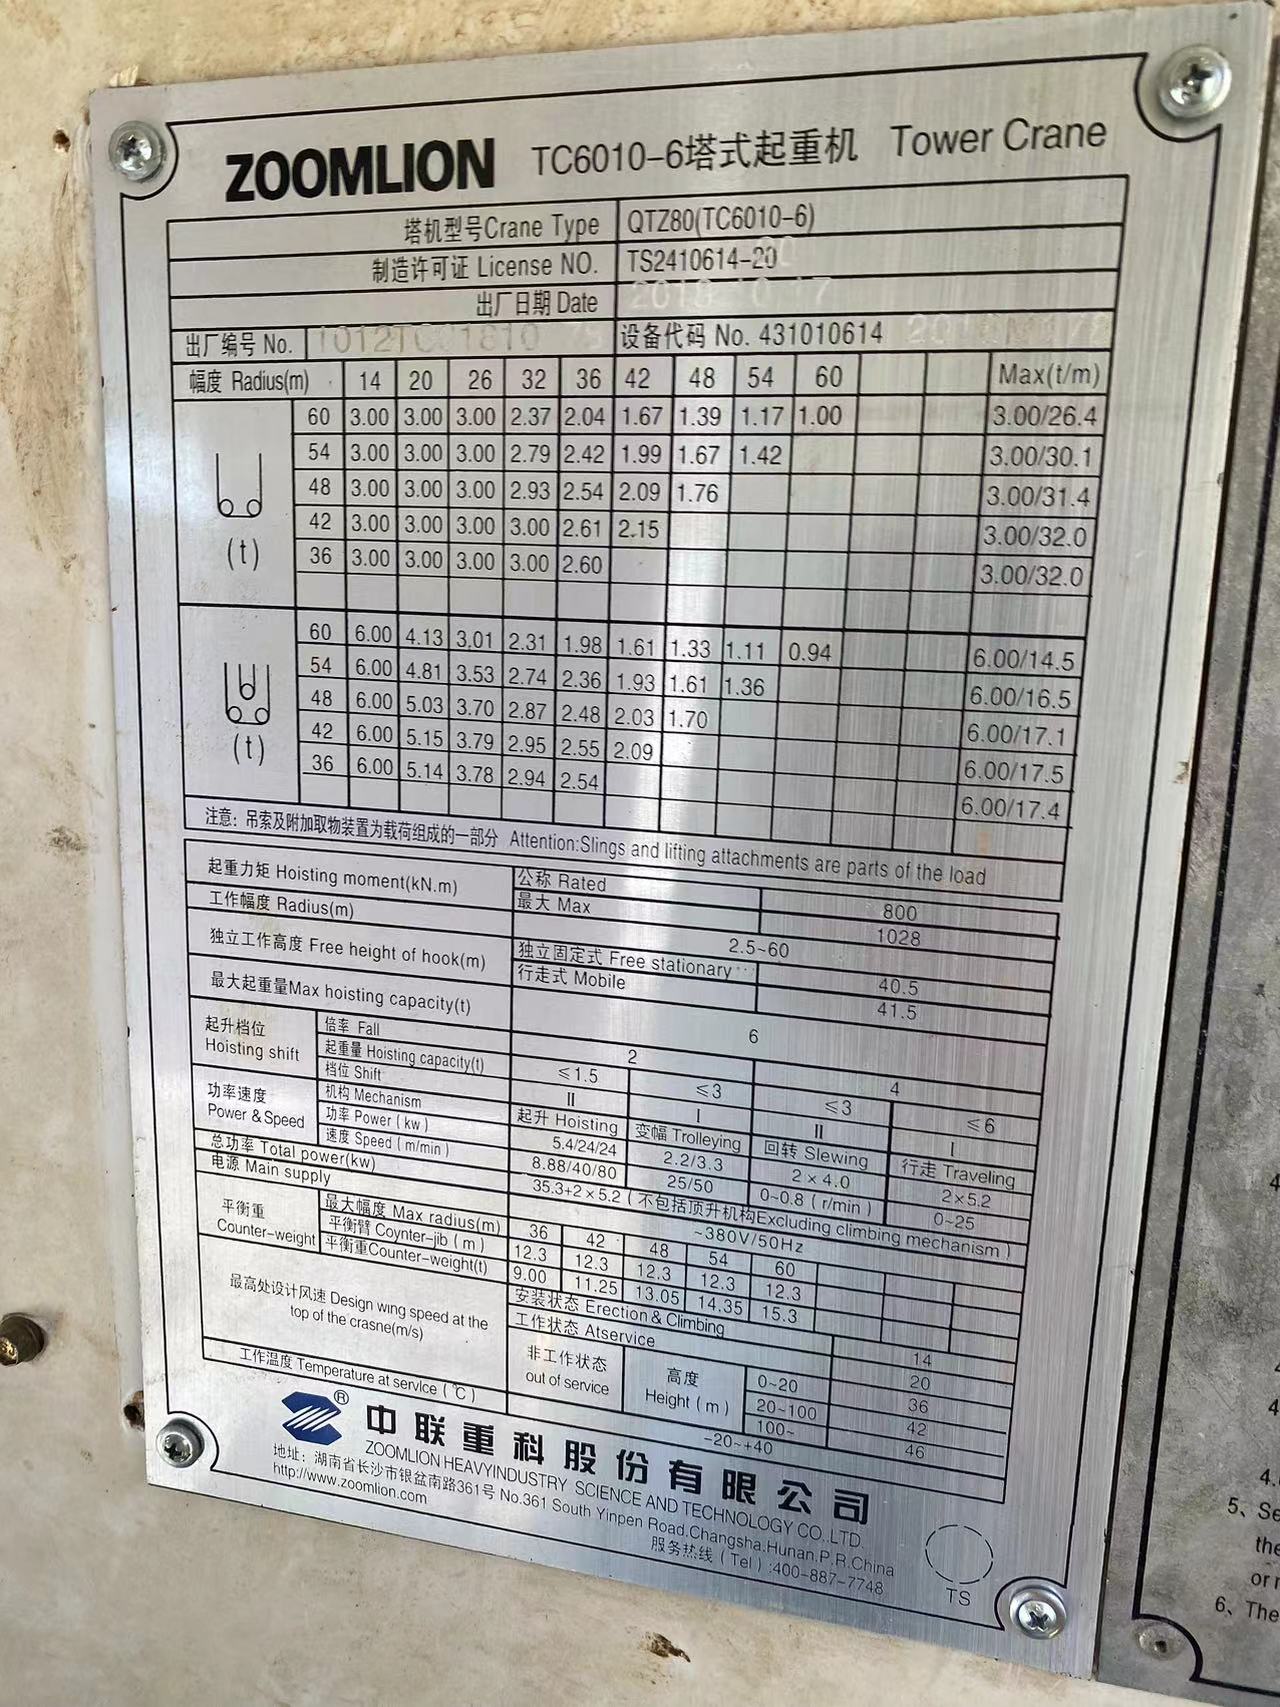 ZOOMLION TC6010-6塔式起重机 Tower Crane
塔机型号Crane Type QTZ80(TC6010-6)
制造许可证 License NO. TS2410614-20
出厂日期 Date
出厂编号 No. 设备代码 No. 431010614
幅度 Radius(m) 14 20 26 32 36 42 48 54 60 Max(t/m)
60 3.00 3.00 3.00 2.37 2.04 1.67 1.39 1.17 1.00 3.00/26.4
54 3.00 3.00 3.00 2.79 2.42 1.99 1.67 1.42 3.00/30.1
48 3.00 3.00 3.00 2.93 2.54 2.09 1.76 3.00/31.4
42 3.00 3.00 3.00 3.00 2.61 2.15 3.00/32.0
(t)
36 3.00 3.00 3.00 3.00 2.60 3.00/32.0
60 6.00 4.13 3.01 2.31 1.98 1.61 1.33 1.11 0.94 6.00/14.5
54 6.00 4.81 3.53 2.74 2.36 1.93 1.61 1.36 6.00/16.5
48 6.00 5.03 3.70 2.87 2.48 2.03 1.70 6.00/17.1
42 6.00 5.15 3.79 2.95 2.55 2.09 6.00/17.5
(t)
36 6.00 5.14 3.78 2.94 2.54 6.00/17.4
注意: 吊索及附加取物装置为载荷组成的一部分 Attention:Slings and lifting attachments are parts of the load
起重力矩 Hoisting moment(kN.m) 公称 Rated 800
最大 Max 1028
工作幅度 Radius(m) 2.5~60
独立工作高度 Free height of hook(m) 独立固定式 Free stationary 40.5
行走式 Mobile 41.5
最大起重量Max hoisting capacity(t) 6
起升档位 Hoisting shift 倍率 Fall 2 4
起重量 Hoisting capacity(t) ≤1.5 ≤3 ≤3 ≤6
档位 Shift II I II I
功率速度 Power & Speed 机构 Mechanism 起升 Hoisting 变幅 Trolleying 回转 Slewing 行走 Traveling
功率 Power (kw) 5.4/24/24 2.2/3.3 2×4.0 2×5.2
速度 Speed (m/min) 8.88/40/80 25/50 0~0.8 (r/min) 0~25
总功率 Total power(kw) 35.3+2×5.2 (不包括顶升机构Excluding climbing mechanism)
电源 Main supply ~380V/50Hz
平衡重 Counter-weight 最大幅度 Max radius(m) 36 42 48 54 60
平衡臂 Coynter-jib (m) 12.3 12.3 12.3 12.3 12.3
平衡重Counter-weight(t) 9.00 11.25 13.05 14.35 15.3
最高处设计风速 Design wing speed at the
top of the crasne(m/s)
安装状态 Erection & Climbing 14
工作状态 Atservice 20
非工作状态 out of service 高度 Height (m) 0~20 36
20~100 42
100~ 46
工作温度 Temperature at service (℃) -20~+40
® 中联重科股份有限公司
ZOOMLION HEAVYINDUSTRY SCIENCE AND TECHNOLOGY CO.,LTD.
地址: 湖南省长沙市银盆南路361号 No.361 South Yinpen Road,Changsha,Hunan,P.R.China
http://www.zoomlion.com 服务热线 (Tel) :400-887-7748
TS
5、Se
the
or
6、The